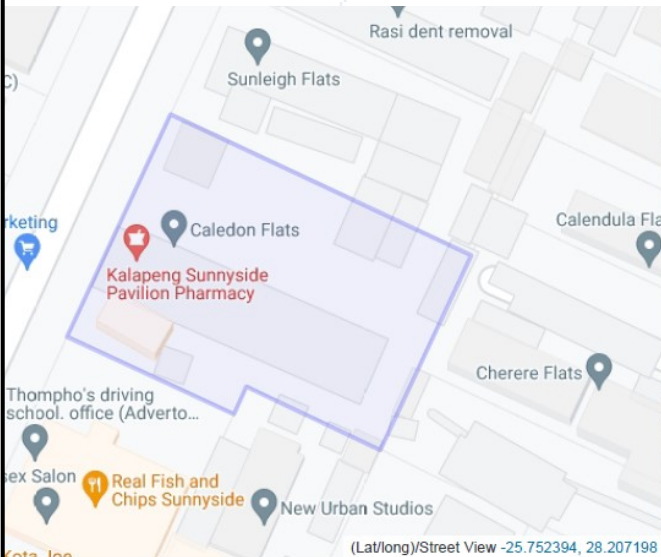 Rasi dent removal
Sunleigh Flats
C)
rketing
Caledon Flats
Calendula Fla
Kalapeng Sunnyside
Pavilion Pharmacy
Cherere Flats
Thompho's driving
school. office (Adverto...
sex Salon
Real Fish and
Chips Sunnyside
New Urban Studios
Kota Joe
(Lat/long)/Street View -25.752394, 28.207198